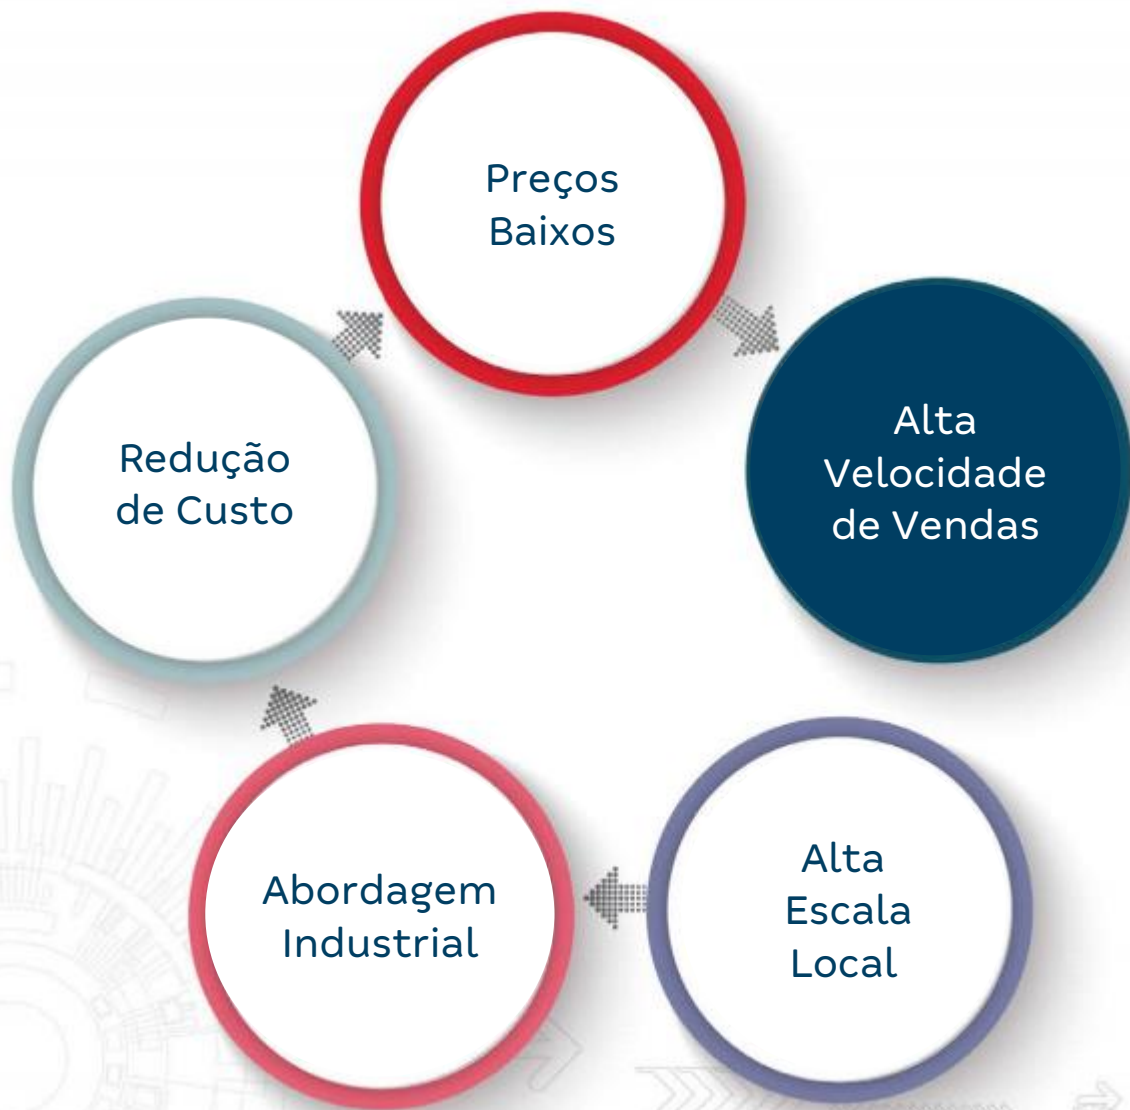 Preços
Baixos
Alta
Velocidade
de Vendas
Alta
Escala
Local
Abordagem
Industrial
Redução
de Custo